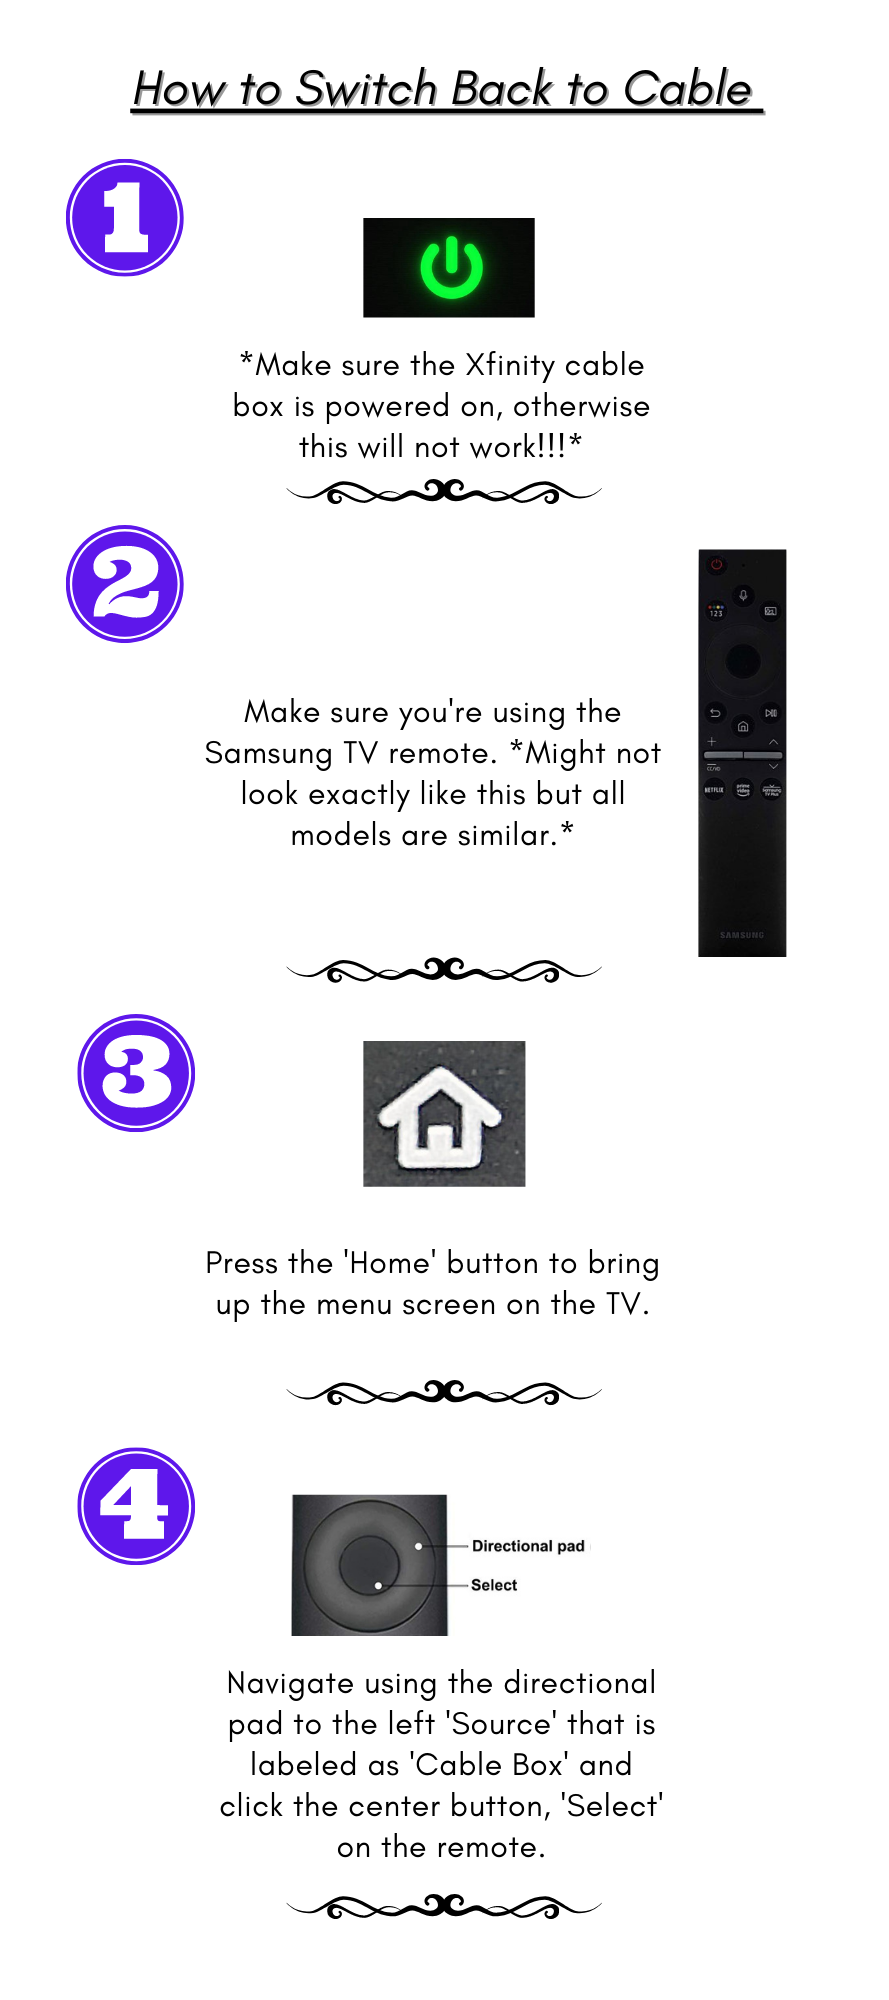 How to Switch Back to Cable
1
*Make sure the Xfinity cable
box is powered on, otherwise
this will not work!!!*
2
Make sure you're using the
Samsung TV remote. *Might not
look exactly like this but all
models are similar.*
123
+
CC/VD
NETFLIX
prime
video
Samsung
TV Plus
SAMSUNG
3
Press the 'Home' button to bring
up the menu screen on the TV.
4
Directional pad
Select
Navigate using the directional
pad to the left 'Source' that is
labeled as 'Cable Box' and
click the center button, 'Select'
on the remote.